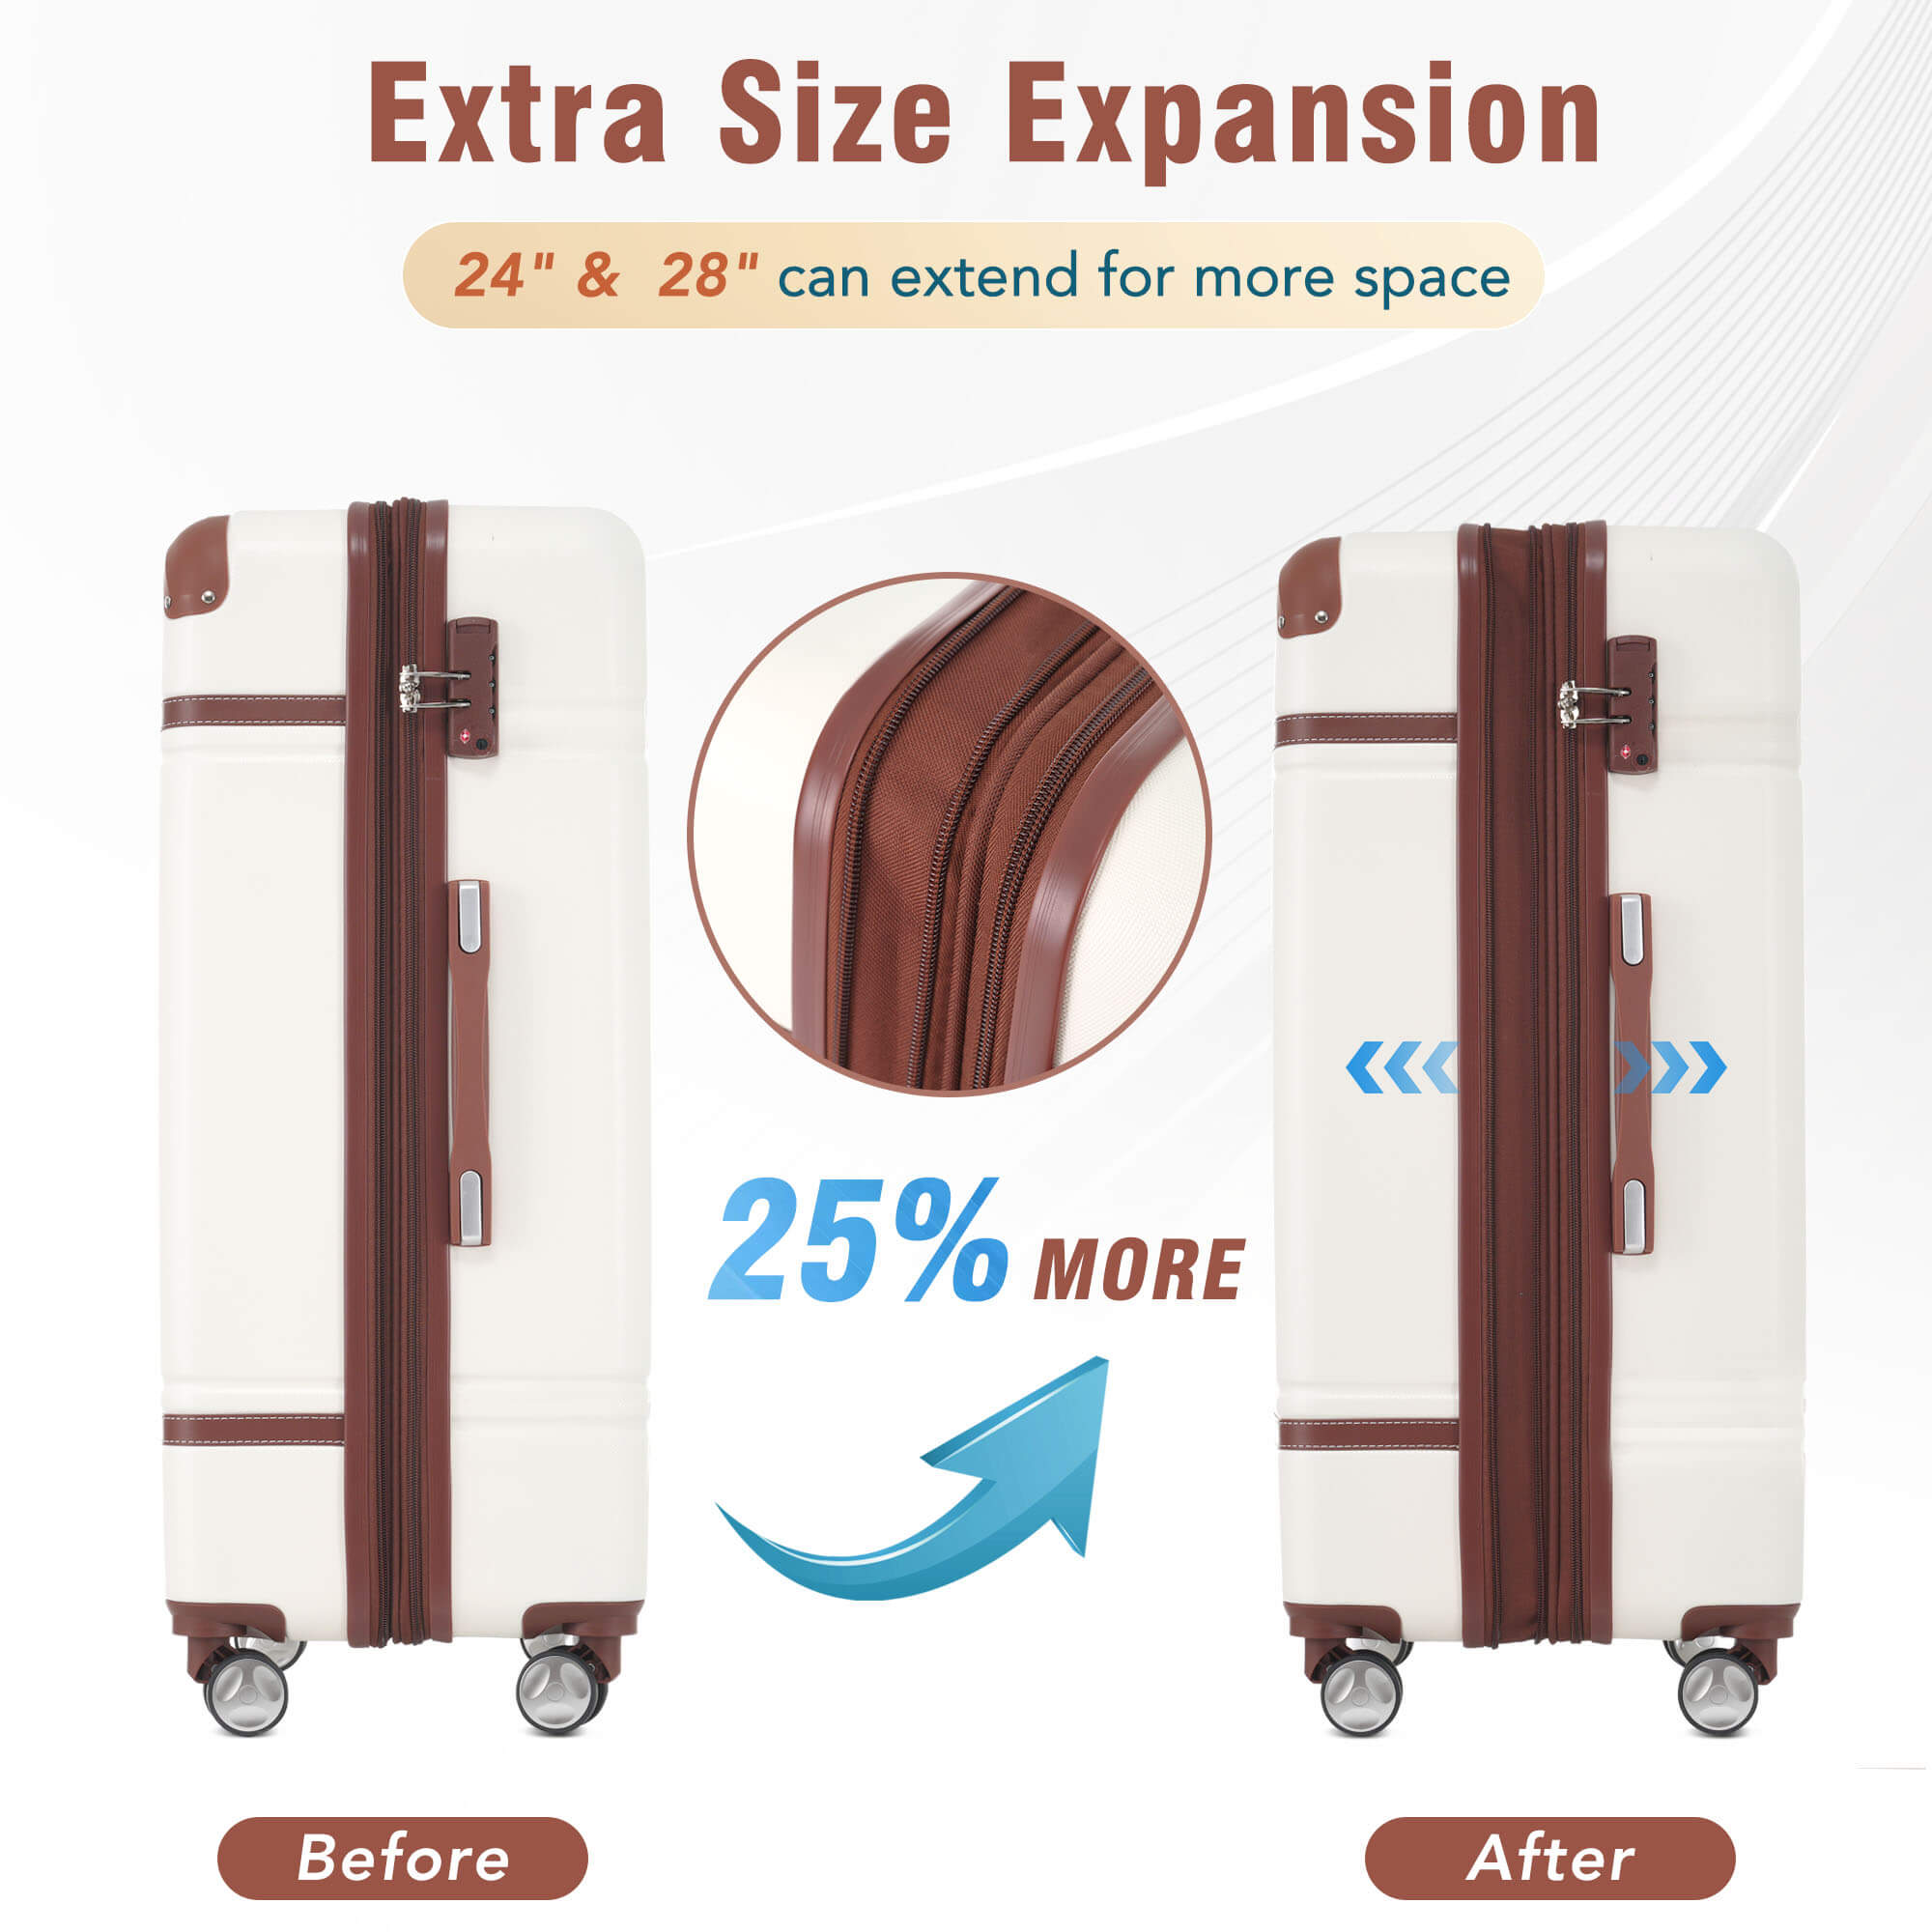 Extra Size Expansion
24" & 28" can extend for more space
25% MORE
Before
After